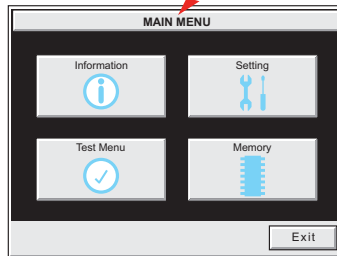 MAIN MENU
Information
Setting
Test Menu
Memory
Exit